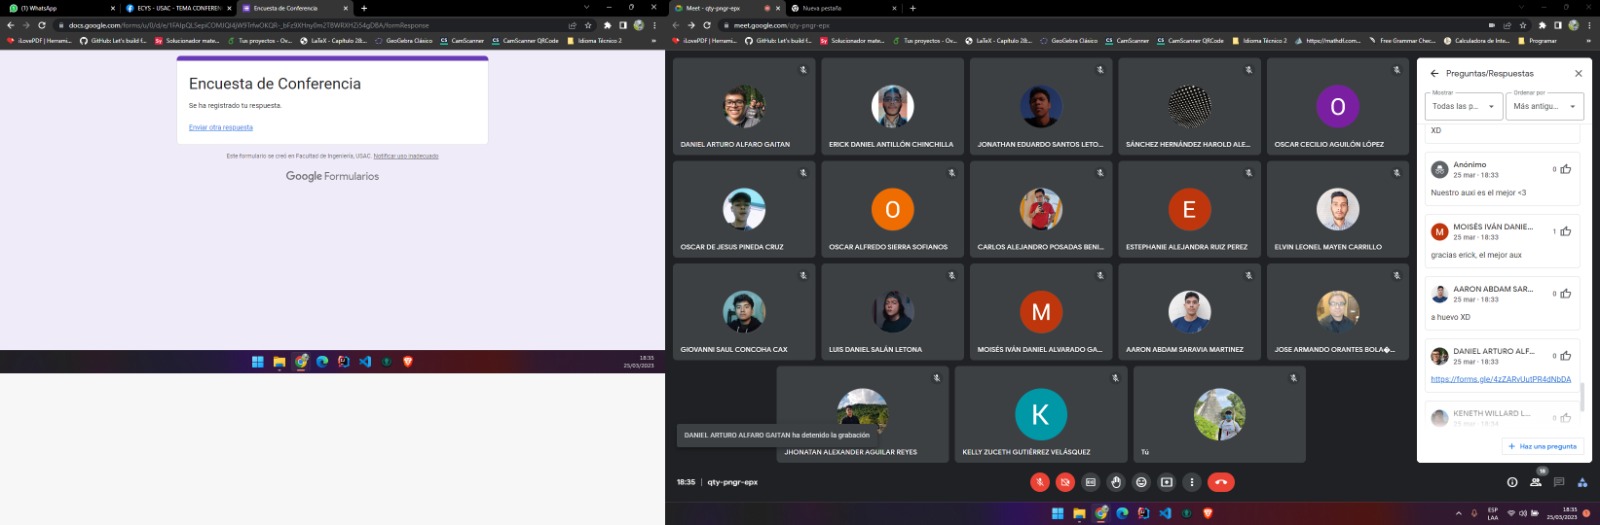 (1) WhatsApp
ECYS - USAC - TEMA CONFEREN
Encuesta de Conferencia
iLovePDF | Herrami...
GitHub: Let's build f...
Solucionador mate...
Tus proyectos - Ov...
LaTeX - Capítulo 28...
GeoGebra Clásico
CamScanner
CamScanner QRCode
Idioma Técnico 2
Encuesta de Conferencia
Se ha registrado tu respuesta.
Enviar otra respuesta
Este formulario se creó en Facultad de Ingeniería, USAC. Notificar uso inadecuado
Google Formularios
18:35
25/03/2023
Meet - qty-pngr-epx
Nueva pestaña
meet.google.com/qty-pngr-epx
iLovePDF | Herrami...
GitHub: Let's build f...
Solucionador mate...
Tus proyectos - Ov...
LaTeX - Capítulo 28...
GeoGebra Clásico
CamScanner
CamScanner QRCode
Idioma Técnico 2
https://mathdf.com...
Free Grammar Chec...
Calculadora de Inte...
Programar
DANIEL ARTURO ALFARO GAITAN
ERICK DANIEL ANTILLÓN CHINCHILLA
JONATHAN EDUARDO SANTOS LETO...
SÁNCHEZ HERNÁNDEZ HAROLD ALE...
O
OSCAR CECILIO AGUILÓN LÓPEZ
OSCAR DE JESUS PINEDA CRUZ
O
OSCAR ALFREDO SIERRA SOFIANOS
CARLOS ALEJANDRO POSADAS BENI...
E
ESTEPHANIE ALEJANDRA RUIZ PEREZ
ELVIN LEONEL MAYEN CARRILLO
GIOVANNI SAUL CONCOHA CAX
LUIS DANIEL SALÁN LETONA
M
MOISÉS IVÁN DANIEL ALVARADO GA...
AARON ABDAM SARAVIA MARTINEZ
JOSE ARMANDO ORANTES BOLA�...
JHONATAN ALEXANDER AGUILAR REYES
K
KELLY ZUCETH GUTIÉRREZ VELÁSQUEZ
Tú
DANIEL ARTURO ALFARO GAITAN ha detenido la grabación
18:35 | qty-pngr-epx
Preguntas/Respuestas
Mostrar
Todas las p...
Ordenar por
Más antigu...
XD
Anónimo
25 mar - 18:33
0
Nuestro auxi es el mejor <3
M
MOISÉS IVÁN DANIE...
25 mar - 18:33
1
gracias erick, el mejor aux
AARON ABDAM SAR...
25 mar - 18:33
0
a huevo XD
DANIEL ARTURO ALF...
25 mar - 18:33
0
https://forms.gle/4zZARvUutPR4dNbDA
KENETH WILLARD L...
25 mar - 18:34
0
Haz una pregunta
18
ESP
LAA
18:35
25/03/2023